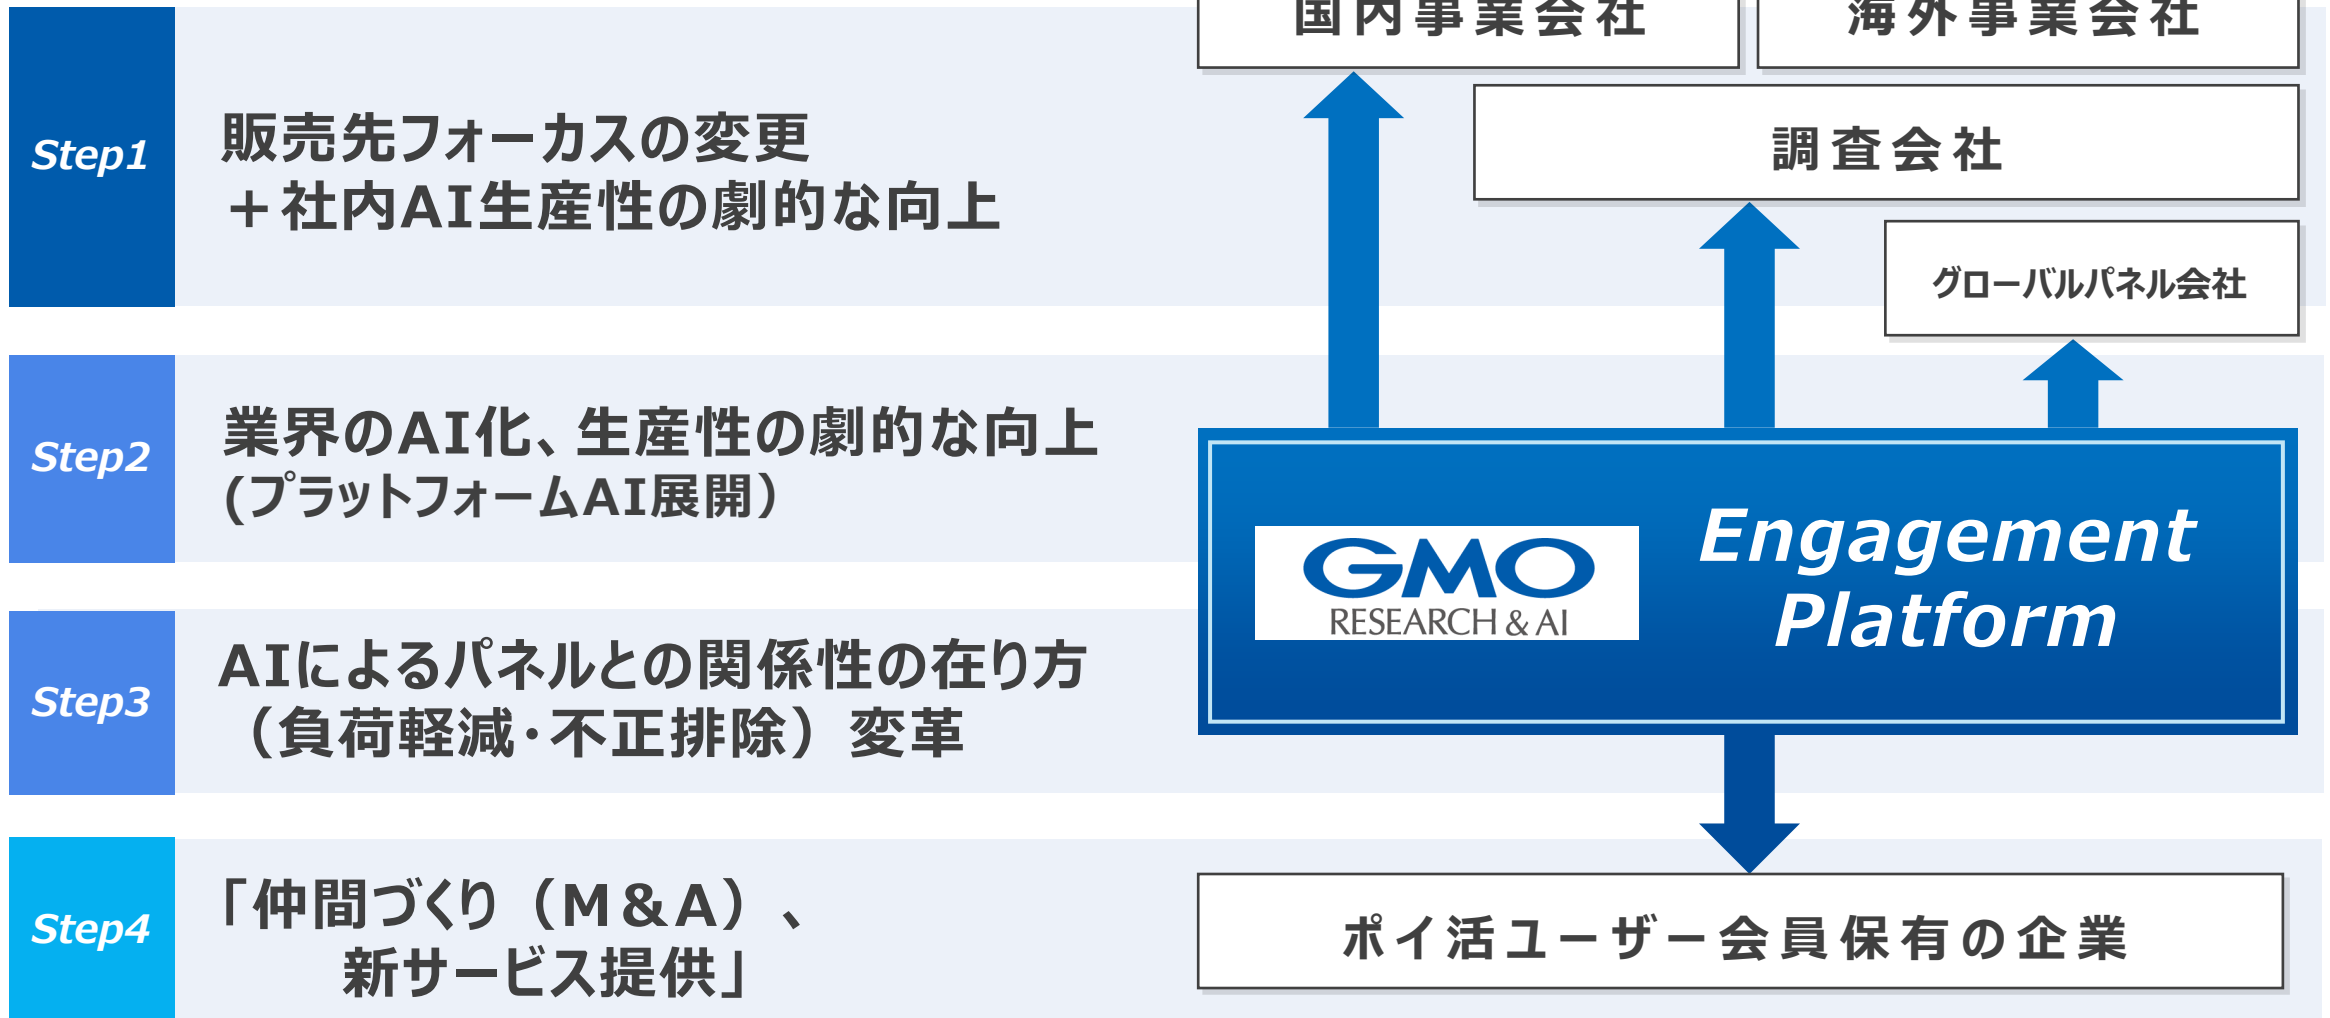 国内事業会社
海外事業会社
Step1
販売先フォーカスの変更
＋社内AI生産性の劇的な向上
調査会社
グローバルパネル会社
Step2
業界のAI化、生産性の劇的な向上
(プラットフォームAI展開）
GMO
RESEARCH & AI
Engagement
Platform
Step3
AIによるパネルとの関係性の在り方
（負荷軽減･不正排除）変革
Step4
「仲間づくり（M＆A）、
新サービス提供」
ポイ活ユーザー会員保有の企業